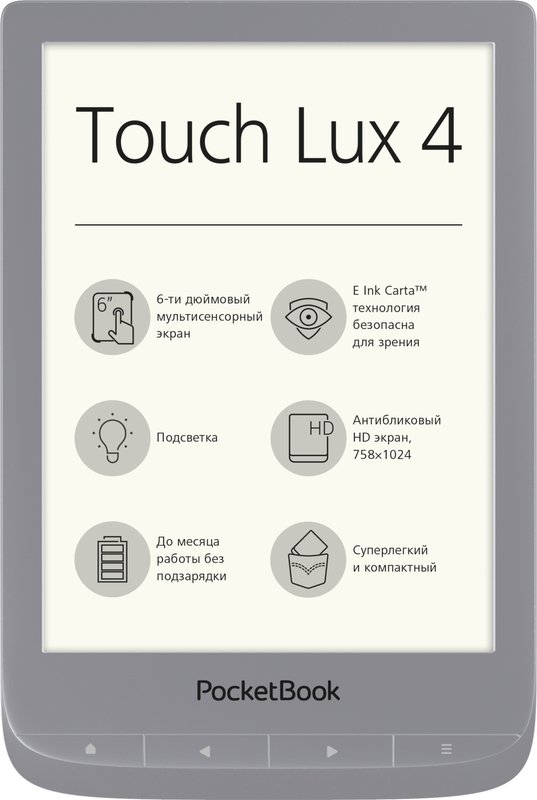 Touch Lux 4
6”
6-ти дюймовый
мультисенсорный
экран
E Ink Carta™
технология
безопасна
для зрения
Подсветка
HD
Антибликовый
HD экран,
758x1024
До месяца
работы без
подзарядки
Суперлегкий
и компактный
PocketBook